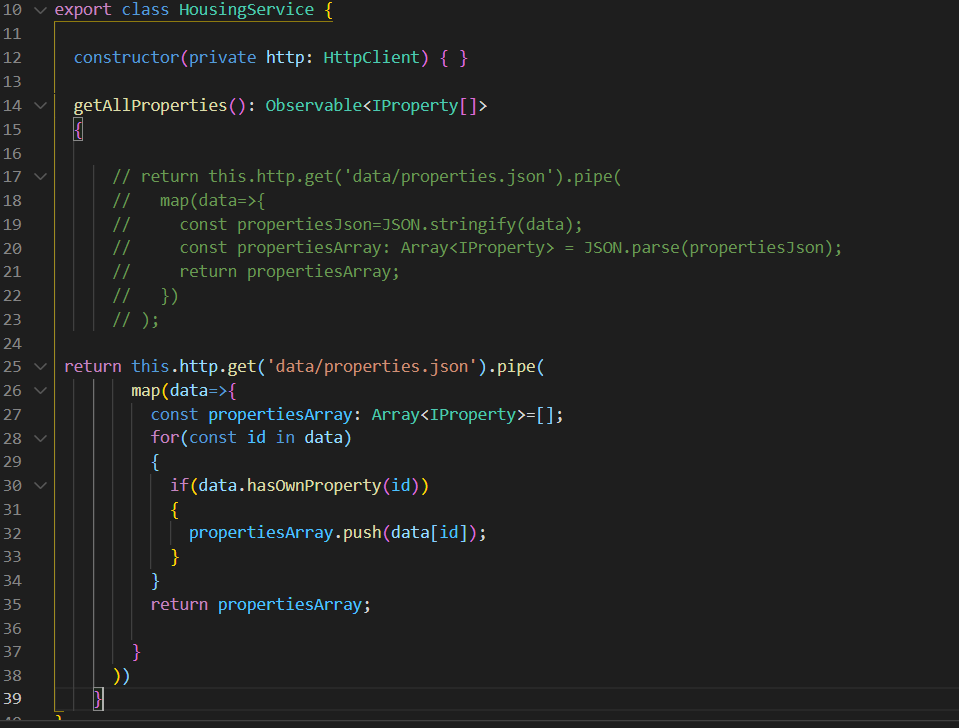 10 export class HousingService {
11
12 constructor(private http: HttpClient) { }
13
14 getAllProperties(): Observable<IProperty[]>
15 {
16
17 // return this.http.get('data/properties.json').pipe(
18 // map(data=>{
19 // const propertiesJson=JSON.stringify(data);
20 // const propertiesArray: Array<IProperty> = JSON.parse(propertiesJson);
21 // return propertiesArray;
22 // })
23 // );
24
25 return this.http.get('data/properties.json').pipe(
26 map(data=>{
27 const propertiesArray: Array<IProperty>=[];
28 for(const id in data)
29 {
30 if(data.hasOwnProperty(id))
31 {
32 propertiesArray.push(data[id]);
33 }
34 }
35 return propertiesArray;
36
37 }
38 ))
39 }